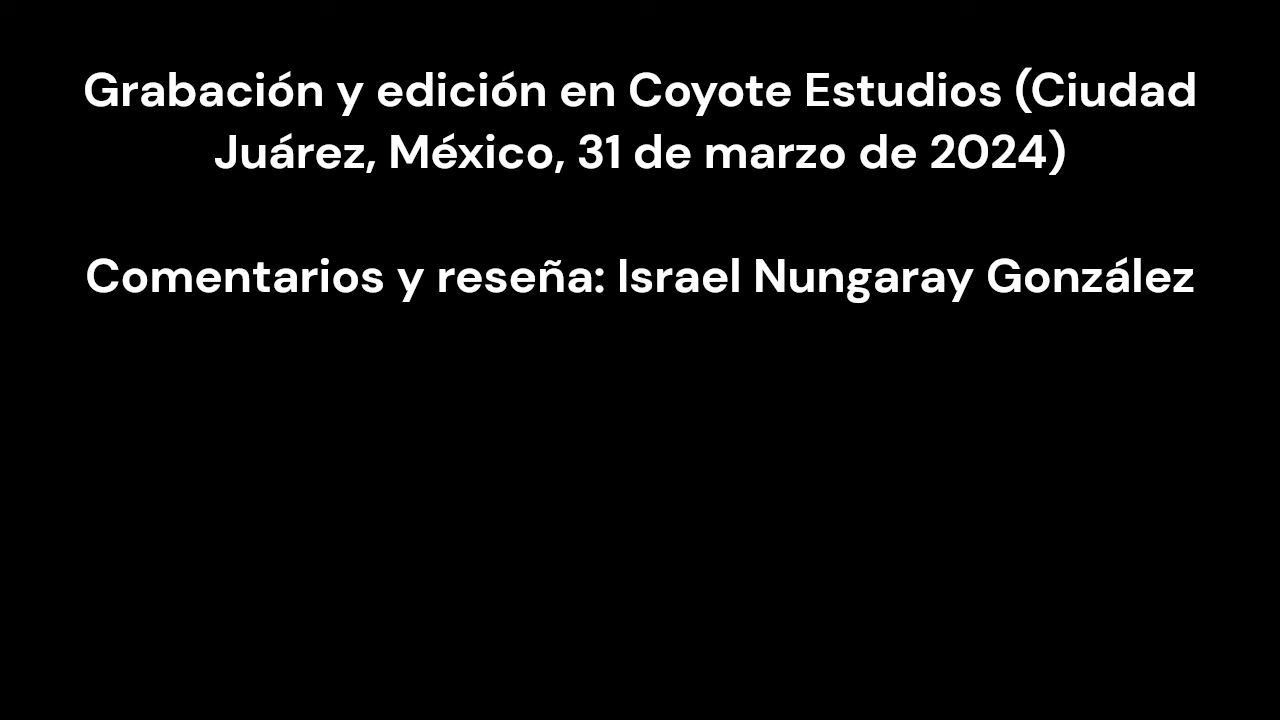 Grabación y edición en Coyote Estudios (Ciudad
Juárez, México, 31 de marzo de 2024)
Comentarios y reseña: Israel Nungaray González